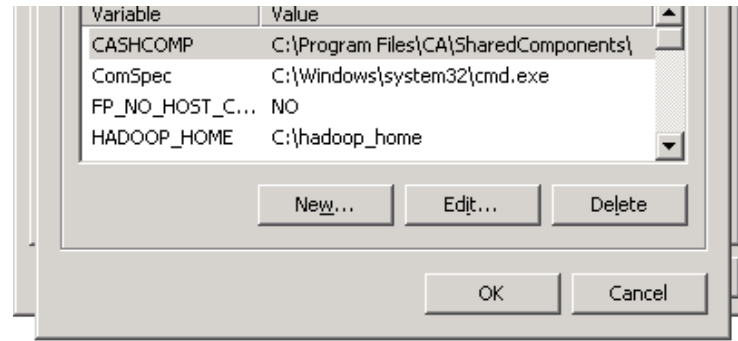 Variable Value
CASHCOMP C:\Program Files\CA\SharedComponents\
ComSpec C:\Windows\system32\cmd.exe
FP_NO_HOST_C... NO
HADOOP_HOME C:\hadoop_home
New... Edit... Delete
OK Cancel